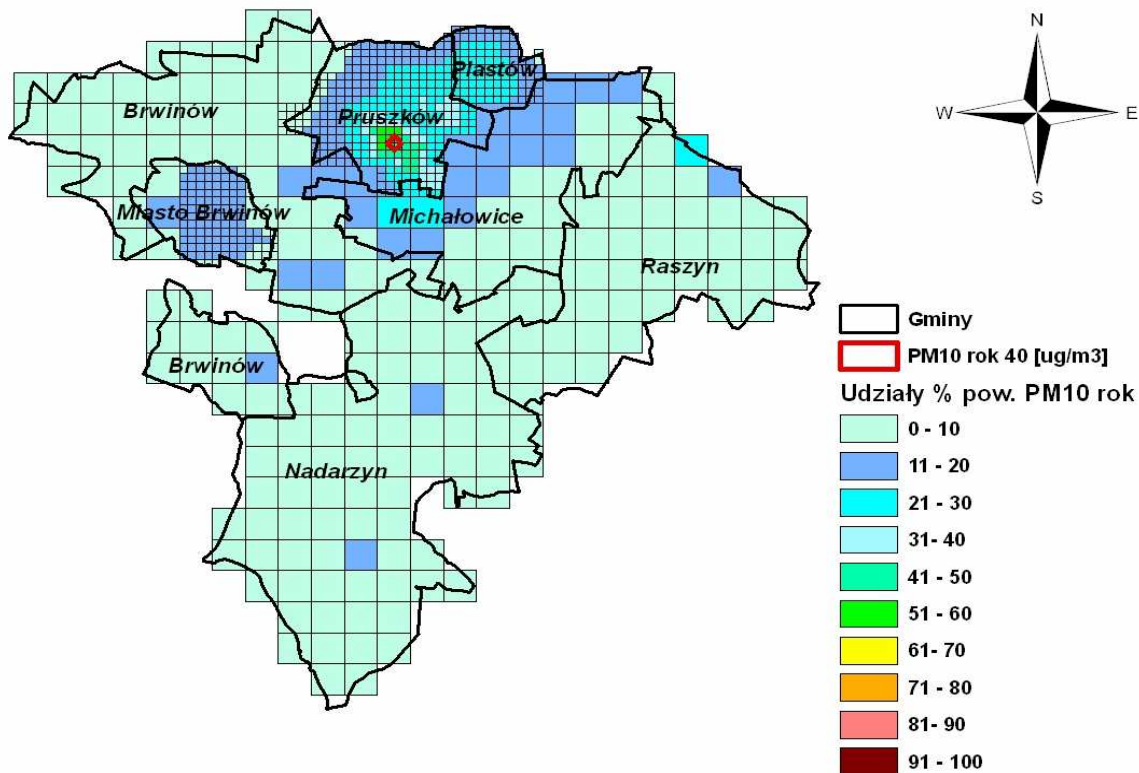 N
W
E
S
Brwinów
Piastów
Pruszków
Miasto Brwinów
Michałowice
Raszyn
Brwinów
Nadarzyn
Gminy
PM10 rok 40 [ug/m3]
Udziały % pow. PM10 rok
0 - 10
11 - 20
21 - 30
31 - 40
41 - 50
51 - 60
61- 70
71 - 80
81- 90
91 - 100